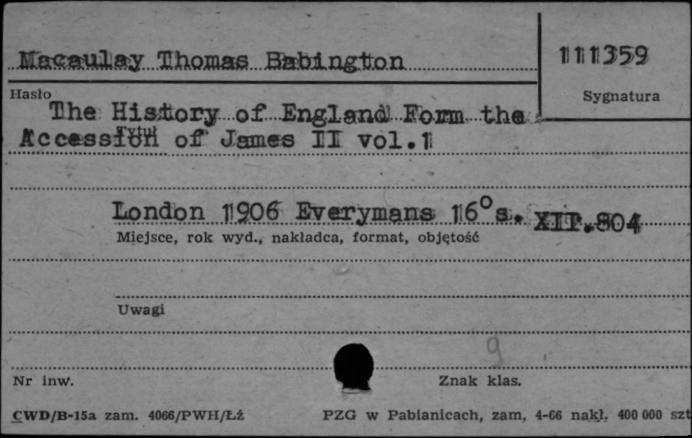 Macaulay Thomas Babington
111359
Hasło
Sygnatura
The History of England Form the
Accession of James II vol.1
London 1906 Everymans 16°s. XII.804
Miejsce, rok wyd., nakładca, format, objętość
Uwagi
9
Nr inw.
Znak klas.
CWD/B-15a zam. 4066/PWH/Łż
PZG w Pabianicach, zam, 4-66 nakł. 400 000 szt